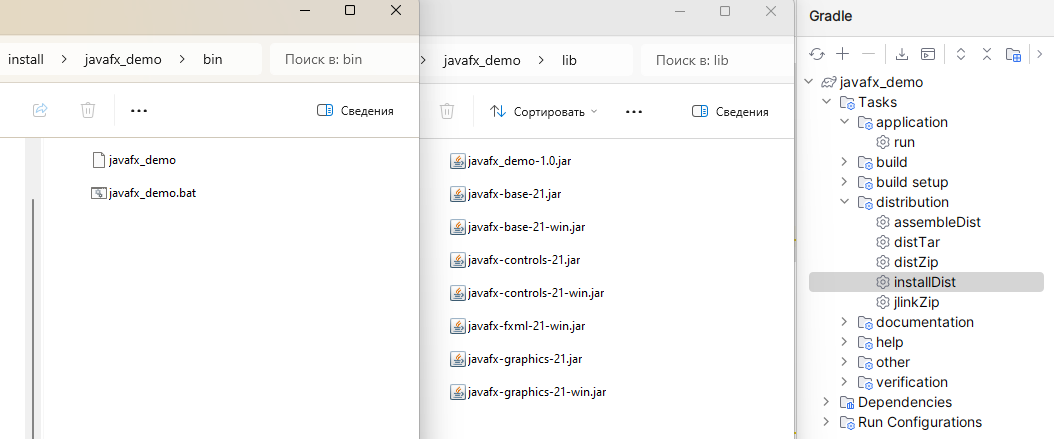 install > javafx_demo > bin
Поиск в: bin
Сведения
javafx_demo
javafx_demo.bat
javafx_demo > lib
Поиск в: lib
Сортировать
Сведения
javafx_demo-1.0.jar
javafx-base-21.jar
javafx-base-21-win.jar
javafx-controls-21.jar
javafx-controls-21-win.jar
javafx-fxml-21-win.jar
javafx-graphics-21.jar
javafx-graphics-21-win.jar
Gradle
javafx_demo
Tasks
application
run
build
build setup
distribution
assembleDist
distTar
distZip
installDist
jlinkZip
documentation
help
other
verification
Dependencies
Run Configurations